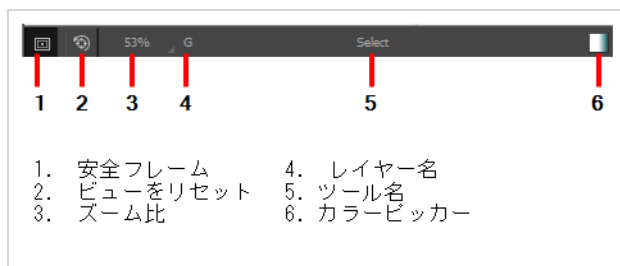 53% G Select
1 2 3 4 5 6
1. 安全フレーム
2. ビューをリセット
3. ズーム比
4. レイヤー名
5. ツール名
6. カラーピッカー